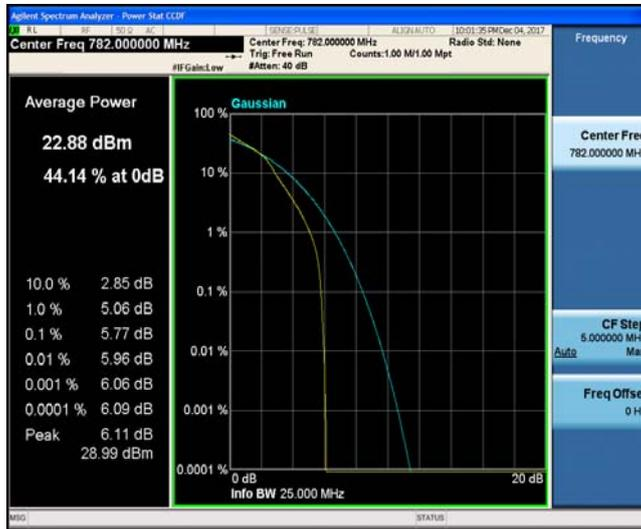 Agilent Spectrum Analyzer - Power Stat CCDF
RL RF 50 Ω AC SENSE:PULSE ALIGN AUTO 10:01:35 PM Dec 04, 2017
Center Freq 782.000000 MHz
Center Freq: 782.000000 MHz Radio Std: None
Trig: Free Run Counts:1.00 M/1.00 Mpt
#IFGain:Low #Atten: 40 dB
Frequency
Average Power
22.88 dBm
44.14 % at 0dB
10.0 % 2.85 dB
1.0 % 5.06 dB
0.1 % 5.77 dB
0.01 % 5.96 dB
0.001 % 6.06 dB
0.0001 % 6.09 dB
Peak 6.11 dB
28.99 dBm
Gaussian
100 %
10 %
1 %
0.1 %
0.01 %
0.001 %
0.0001 %
0 dB 20 dB
Info BW 25.000 MHz
Center Fre
782.000000 MH
CF Step
5.000000 MH
Auto Ma
Freq Offse
0 H
MSG STATUS